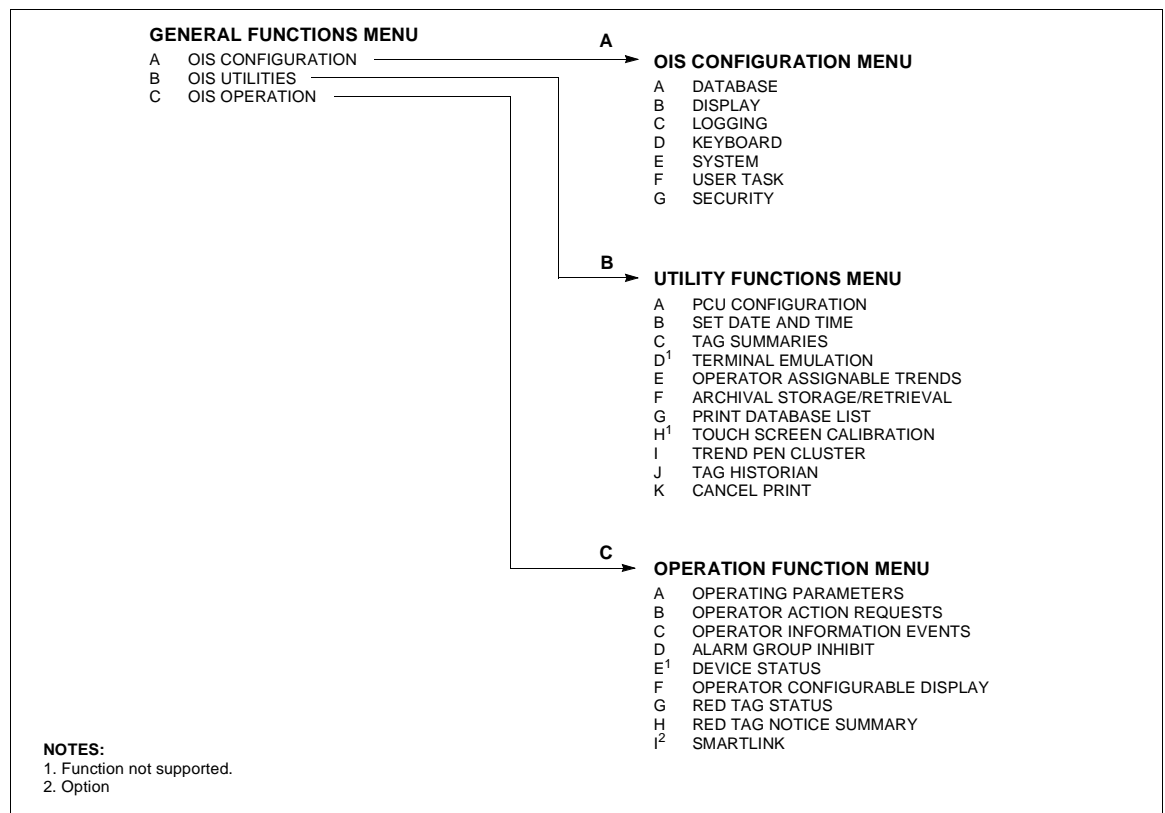 GENERAL FUNCTIONS MENU
A OIS CONFIGURATION
B OIS UTILITIES
C OIS OPERATION
A
OIS CONFIGURATION MENU
A DATABASE
B DISPLAY
C LOGGING
D KEYBOARD
E SYSTEM
F USER TASK
G SECURITY
B
UTILITY FUNCTIONS MENU
A PCU CONFIGURATION
B SET DATE AND TIME
C TAG SUMMARIES
D1 TERMINAL EMULATION
E OPERATOR ASSIGNABLE TRENDS
F ARCHIVAL STORAGE/RETRIEVAL
G PRINT DATABASE LIST
H1 TOUCH SCREEN CALIBRATION
I TREND PEN CLUSTER
J TAG HISTORIAN
K CANCEL PRINT
C
OPERATION FUNCTION MENU
A OPERATING PARAMETERS
B OPERATOR ACTION REQUESTS
C OPERATOR INFORMATION EVENTS
D ALARM GROUP INHIBIT
E1 DEVICE STATUS
F OPERATOR CONFIGURABLE DISPLAY
G RED TAG STATUS
H RED TAG NOTICE SUMMARY
I2 SMARTLINK
NOTES:
1. Function not supported.
2. Option